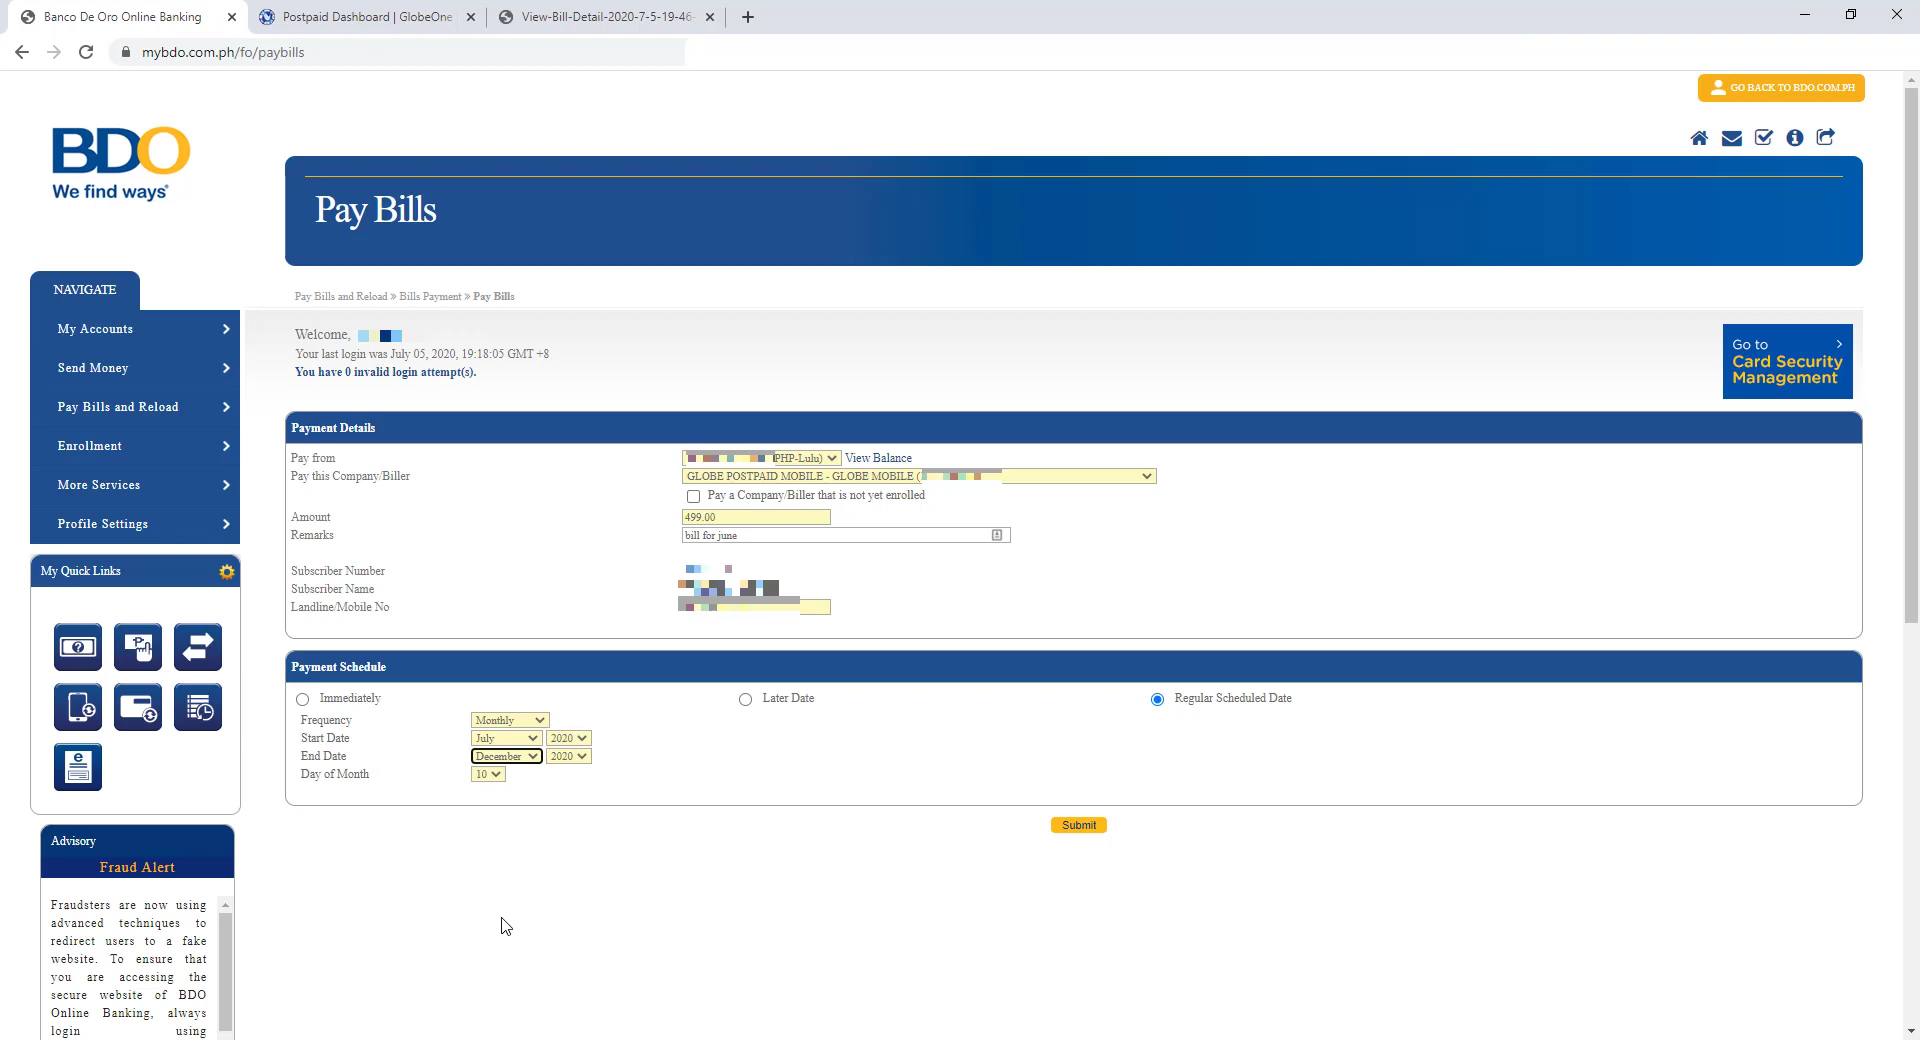 Banco De Oro Online Banking
Postpaid Dashboard | GlobeOne
View-Bill-Detail-2020-7-5-19-46-
mybdo.com.ph/fo/paybills
GO BACK TO BDO.COM.PH
BDO
We find ways
Pay Bills
NAVIGATE
My Accounts
Send Money
Pay Bills and Reload
Enrollment
More Services
Profile Settings
My Quick Links
Advisory
Fraud Alert
Fraudsters are now using
advanced techniques to
redirect users to a fake
website. To ensure that
you are accessing the
secure website of BDO
Online Banking, always
login using
Pay Bills and Reload » Bills Payment » Pay Bills
Welcome,
Your last login was July 05, 2020, 19:18:05 GMT +8
You have 0 invalid login attempt(s).
Go to
Card Security
Management
Payment Details
Pay from PHP-Lulu) View Balance
Pay this Company/Biller GLOBE POSTPAID MOBILE - GLOBE MOBILE (
Pay a Company/Biller that is not yet enrolled
Amount 499.00
Remarks bill for june
Subscriber Number
Subscriber Name
Landline/Mobile No
Payment Schedule
Immediately Later Date Regular Scheduled Date
Frequency Monthly
Start Date July 2020
End Date December 2020
Day of Month 10
Submit